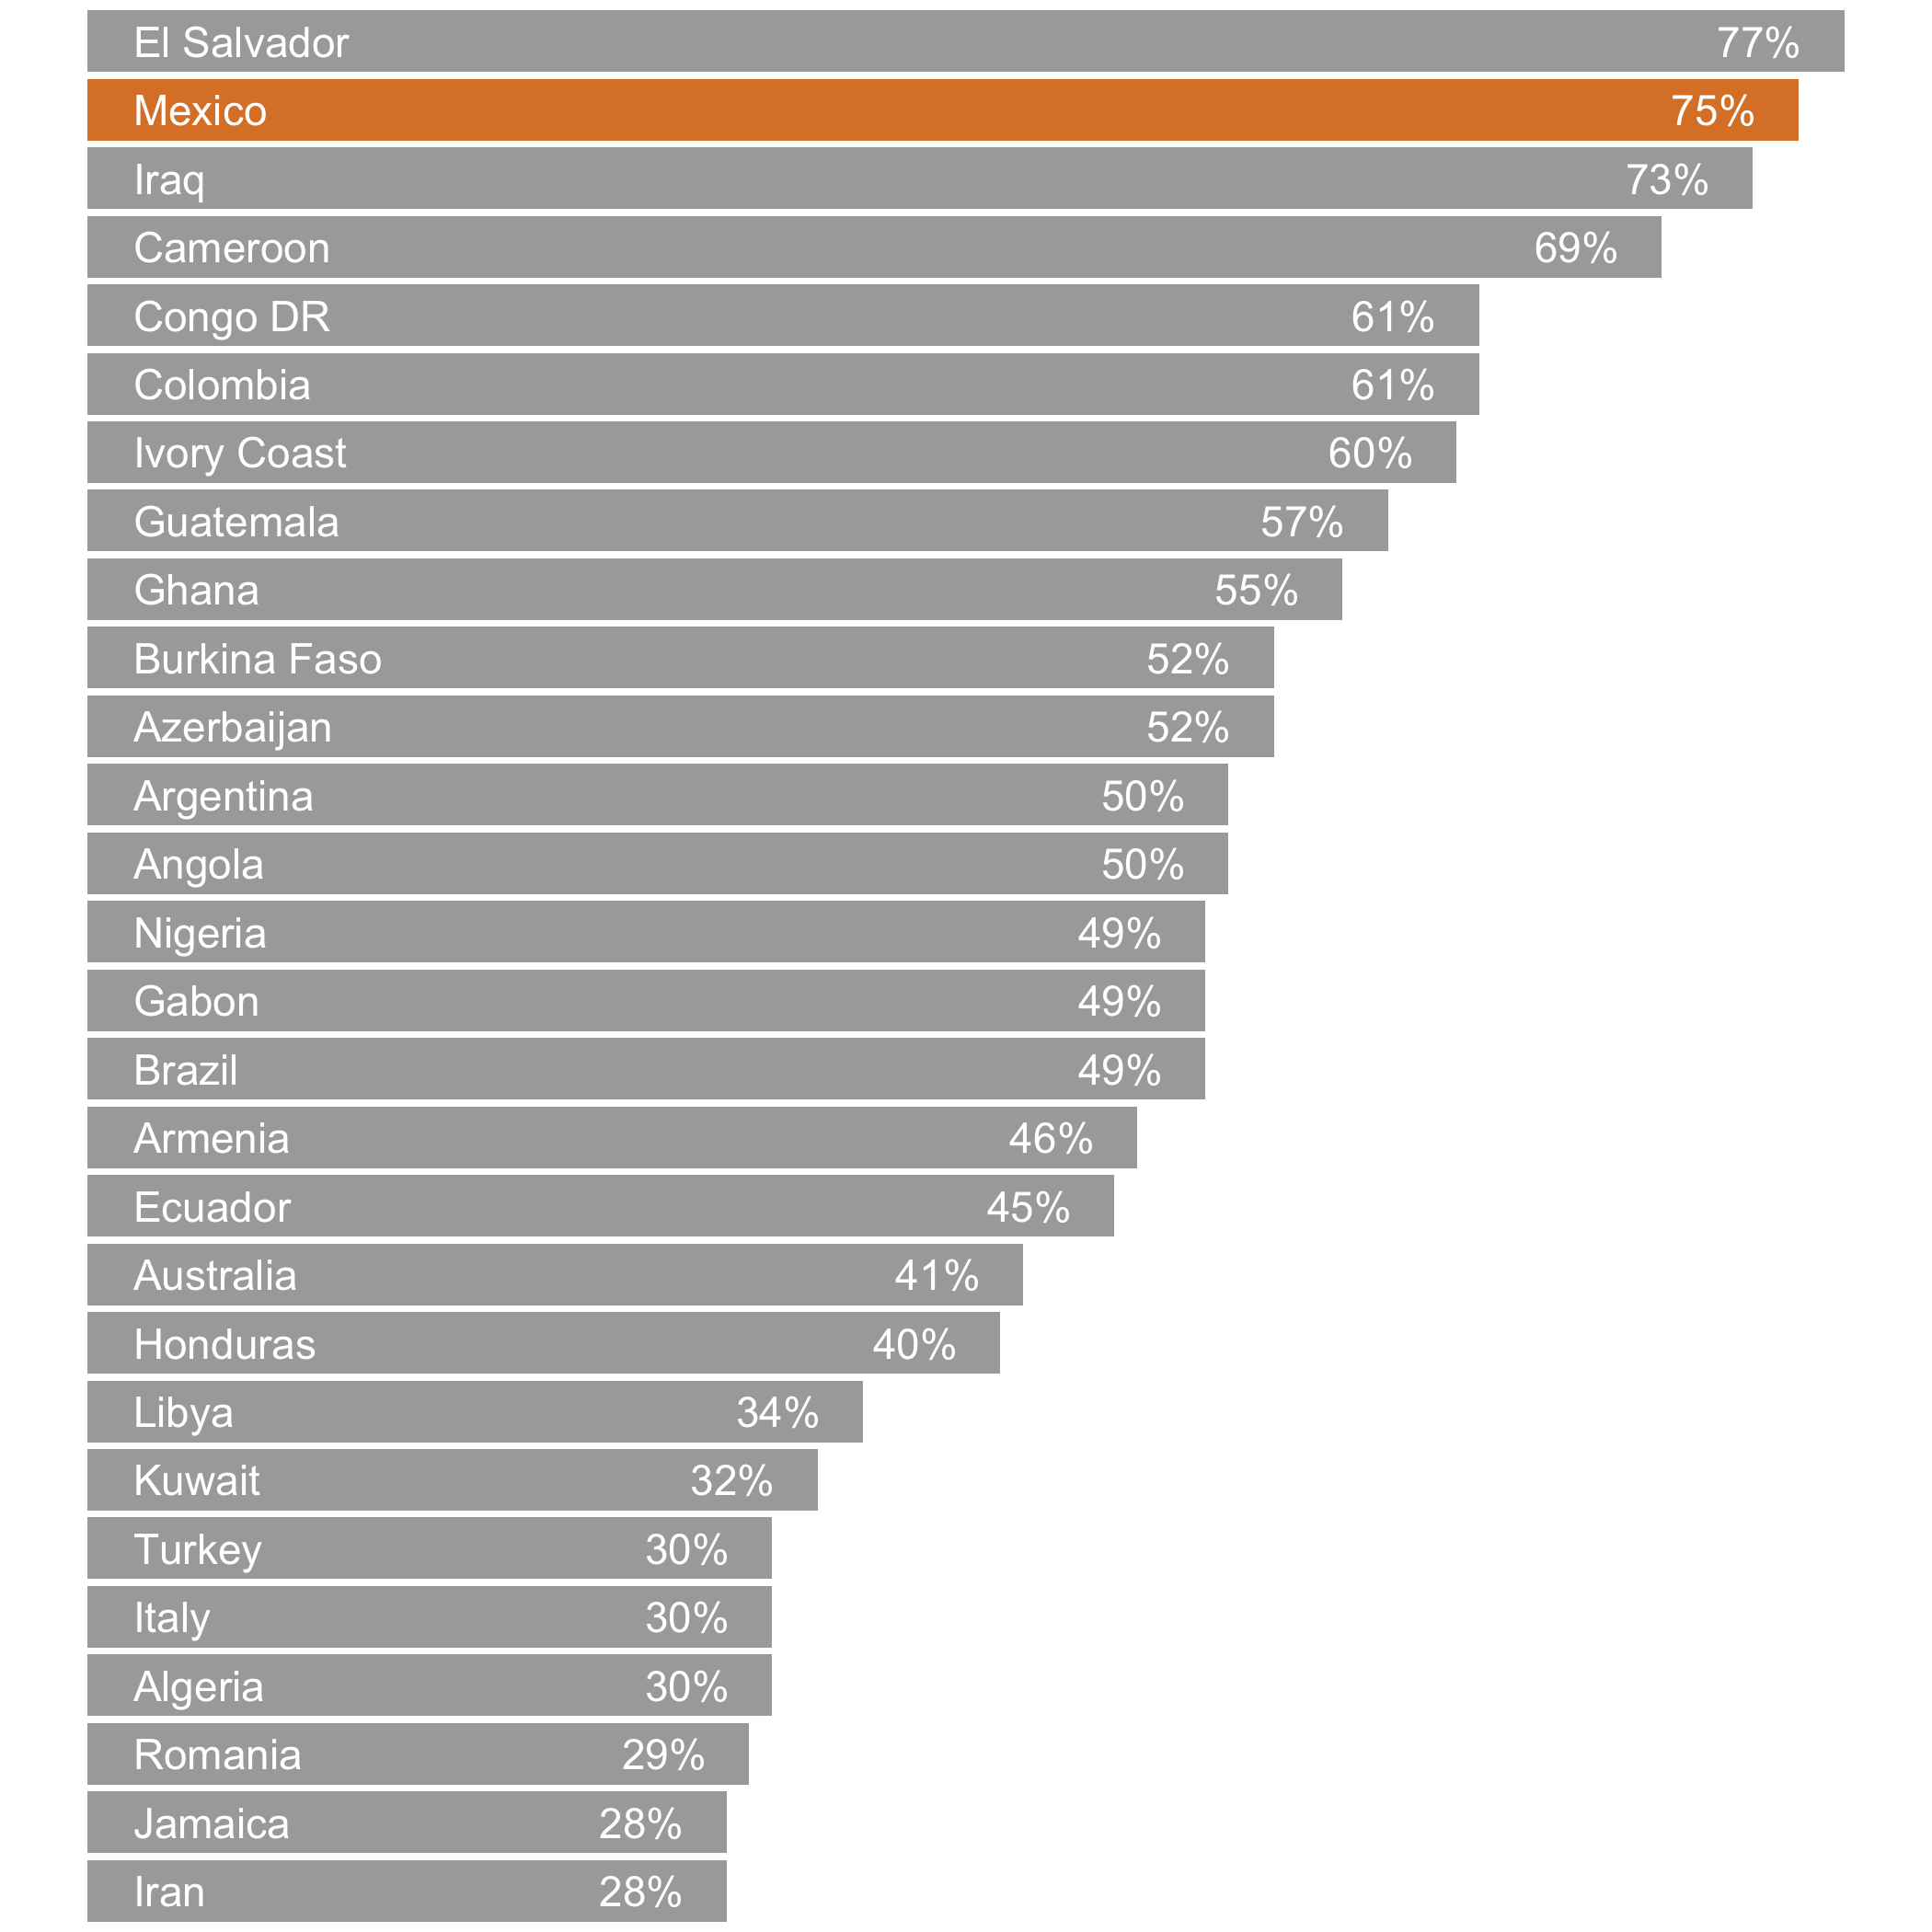 El Salvador 77%
Mexico 75%
Iraq 73%
Cameroon 69%
Congo DR 61%
Colombia 61%
Ivory Coast 60%
Guatemala 57%
Ghana 55%
Burkina Faso 52%
Azerbaijan 52%
Argentina 50%
Angola 50%
Nigeria 49%
Gabon 49%
Brazil 49%
Armenia 46%
Ecuador 45%
Australia 41%
Honduras 40%
Libya 34%
Kuwait 32%
Turkey 30%
Italy 30%
Algeria 30%
Romania 29%
Jamaica 28%
Iran 28%